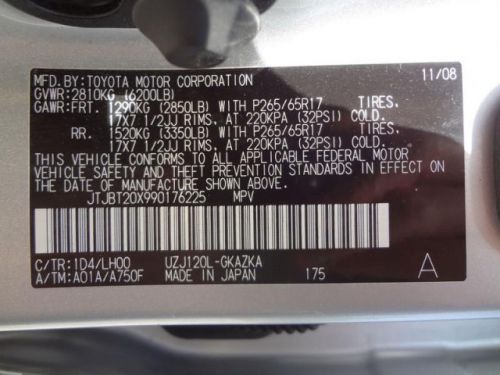 MFD. BY: TOYOTA MOTOR CORPORATION 11/08
GVWR: 2810KG (6200LB)
GAWR: FRT. 1290KG (2850LB) WITH P265/65R17 TIRES.
17X7 1/2JJ RIMS. AT 220KPA (32PSI) COLD.
RR. 1520KG (3350LB) WITH P265/65R17 TIRES.
17X7 1/2JJ RIMS. AT 220KPA (32PSI) COLD.
THIS VEHICLE CONFORMS TO ALL APPLICABLE FEDERAL MOTOR
VEHICLE SAFETY AND THEFT PREVENTION STANDARDS IN EFFECT ON
THE DATE OF MANUFACTURE SHOWN ABOVE.
JTJBT20X990176225 MPV
C/TR: 1D4/LH00 UZJ120L-GKAZKA A
A/TM: A01A/A750F MADE IN JAPAN 175